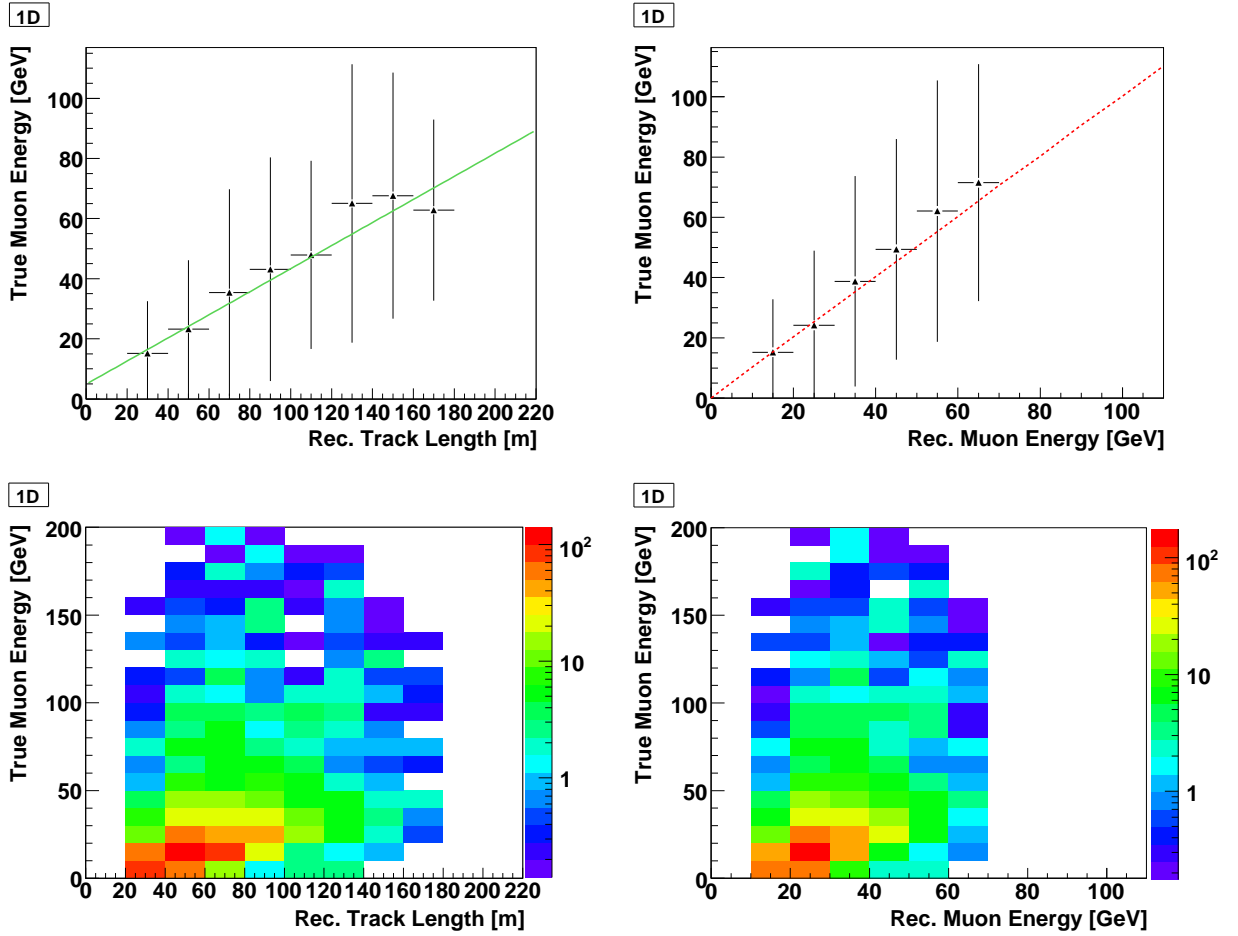 1D
True Muon Energy [GeV]
100
80
60
40
20
0
0 20 40 60 80 100 120 140 160 180 200 220
Rec. Track Length [m]
1D
True Muon Energy [GeV]
100
80
60
40
20
0
0 20 40 60 80 100
Rec. Muon Energy [GeV]
1D
True Muon Energy [GeV]
200
150
100
50
0
0 20 40 60 80 100 120 140 160 180 200 220
Rec. Track Length [m]
10²
10
1
1D
True Muon Energy [GeV]
200
150
100
50
0
0 20 40 60 80 100
Rec. Muon Energy [GeV]
10²
10
1